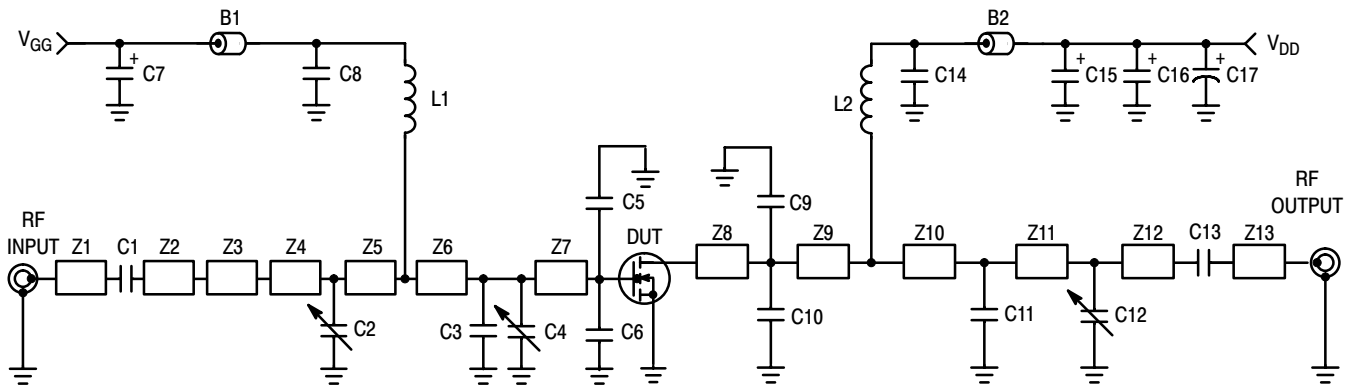 B1
B2
VGG
+
C7
C8
L1
L2
C14
+
C15
+
C16
+
C17
VDD
C5
C9
RF
INPUT
RF
OUTPUT
Z1
C1
Z2
Z3
Z4
Z5
Z6
Z7
DUT
Z8
Z9
Z10
Z11
Z12
C13
Z13
C2
C3
C4
C6
C10
C11
C12